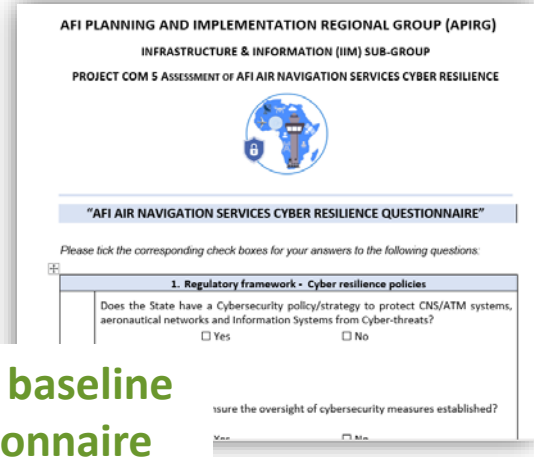 AFI PLANNING AND IMPLEMENTATION REGIONAL GROUP (APIRG)
INFRASTRUCTURE & INFORMATION (IIM) SUB-GROUP
PROJECT COM 5 ASSESSMENT OF AFI AIR NAVIGATION SERVICES CYBER RESILIENCE
"AFI AIR NAVIGATION SERVICES CYBER RESILIENCE QUESTIONNAIRE"
Please tick the corresponding check boxes for your answers to the following questions:
1. Regulatory framework - Cyber resilience policies
Does the State have a Cybersecurity policy/strategy to protect CNS/ATM systems,
aeronautical networks and Information Systems from Cyber-threats?
☐ Yes ☐ No
baseline
onnaire
nsure the oversight of cybersecurity measures established?